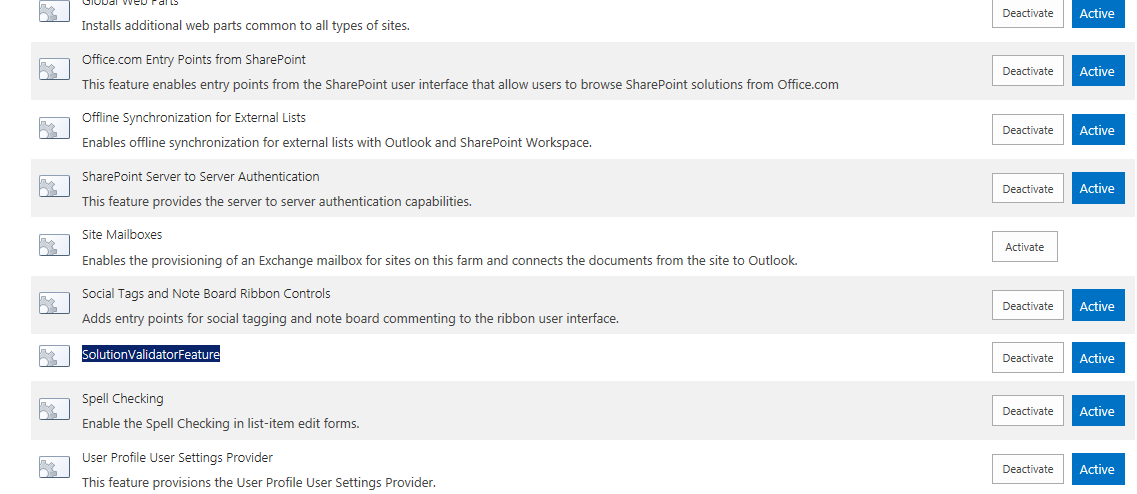 Global Web Parts
Installs additional web parts common to all types of sites.
Deactivate
Active
Office.com Entry Points from SharePoint
This feature enables entry points from the SharePoint user interface that allow users to browse SharePoint solutions from Office.com
Deactivate
Active
Offline Synchronization for External Lists
Enables offline synchronization for external lists with Outlook and SharePoint Workspace.
Deactivate
Active
SharePoint Server to Server Authentication
This feature provides the server to server authentication capabilities.
Deactivate
Active
Site Mailboxes
Enables the provisioning of an Exchange mailbox for sites on this farm and connects the documents from the site to Outlook.
Activate
Social Tags and Note Board Ribbon Controls
Adds entry points for social tagging and note board commenting to the ribbon user interface.
Deactivate
Active
SolutionValidatorFeature
Deactivate
Active
Spell Checking
Enable the Spell Checking in list-item edit forms.
Deactivate
Active
User Profile User Settings Provider
This feature provisions the User Profile User Settings Provider.
Deactivate
Active